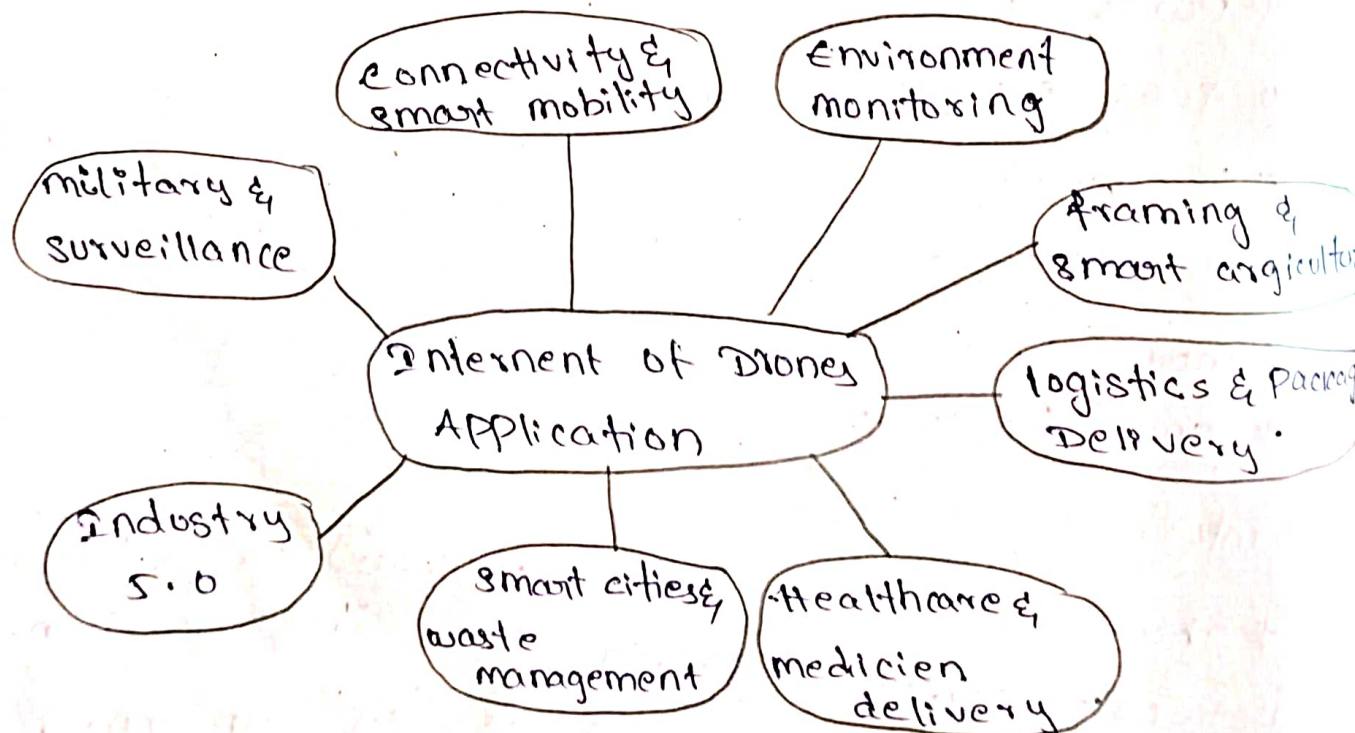 Connectivity &
smart mobility
Environment
monitoring
military &
surveillance
framing &
smart argicultu
Internent of Drones
Application
logistics & Packag
Delivery.
Industry
5.0
smart cities &
waste
management
Healthcare &
medicien
delivery